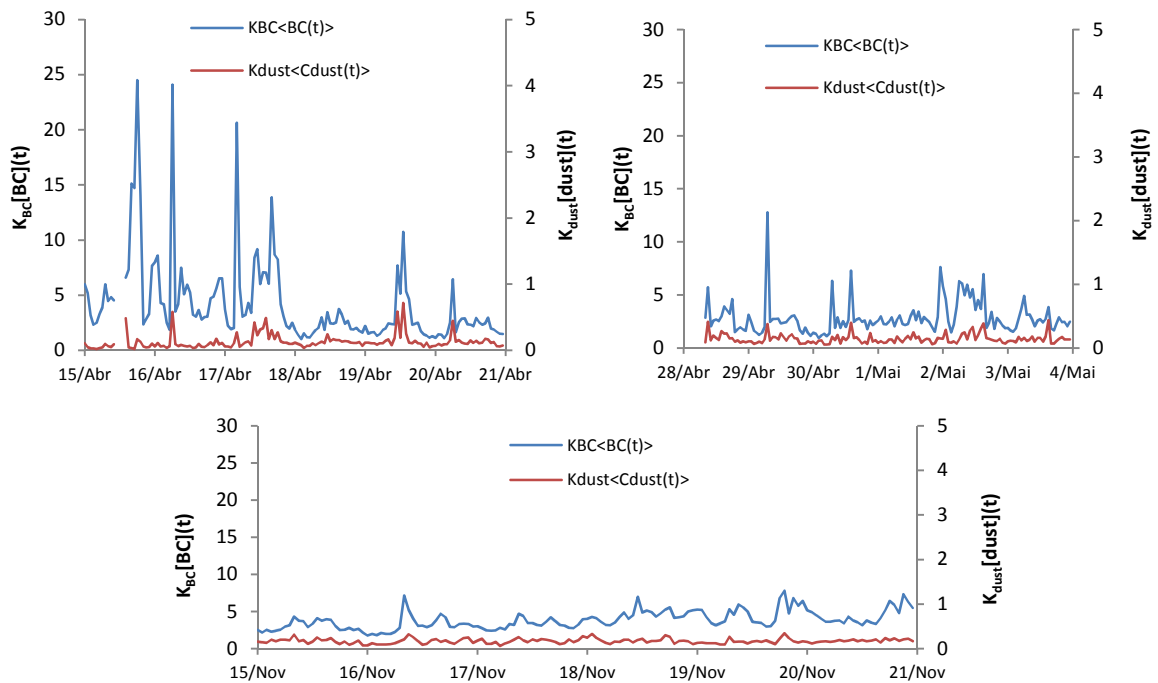 30
25
20
15
10
5
0
K_BC[BC](t)
KBC<BC(t)>
Kdust<Cdust(t)>
5
4
3
2
1
0
K_dust[dust](t)
15/Abr
16/Abr
17/Abr
18/Abr
19/Abr
20/Abr
21/Abr
30
25
20
15
10
5
0
K_BC[BC](t)
KBC<BC(t)>
Kdust<Cdust(t)>
5
4
3
2
1
0
K_dust[dust](t)
28/Abr
29/Abr
30/Abr
1/Mai
2/Mai
3/Mai
4/Mai
30
25
20
15
10
5
0
K_BC[BC](t)
KBC<BC(t)>
Kdust<Cdust(t)>
5
4
3
2
1
0
K_dust[dust](t)
15/Nov
16/Nov
17/Nov
18/Nov
19/Nov
20/Nov
21/Nov